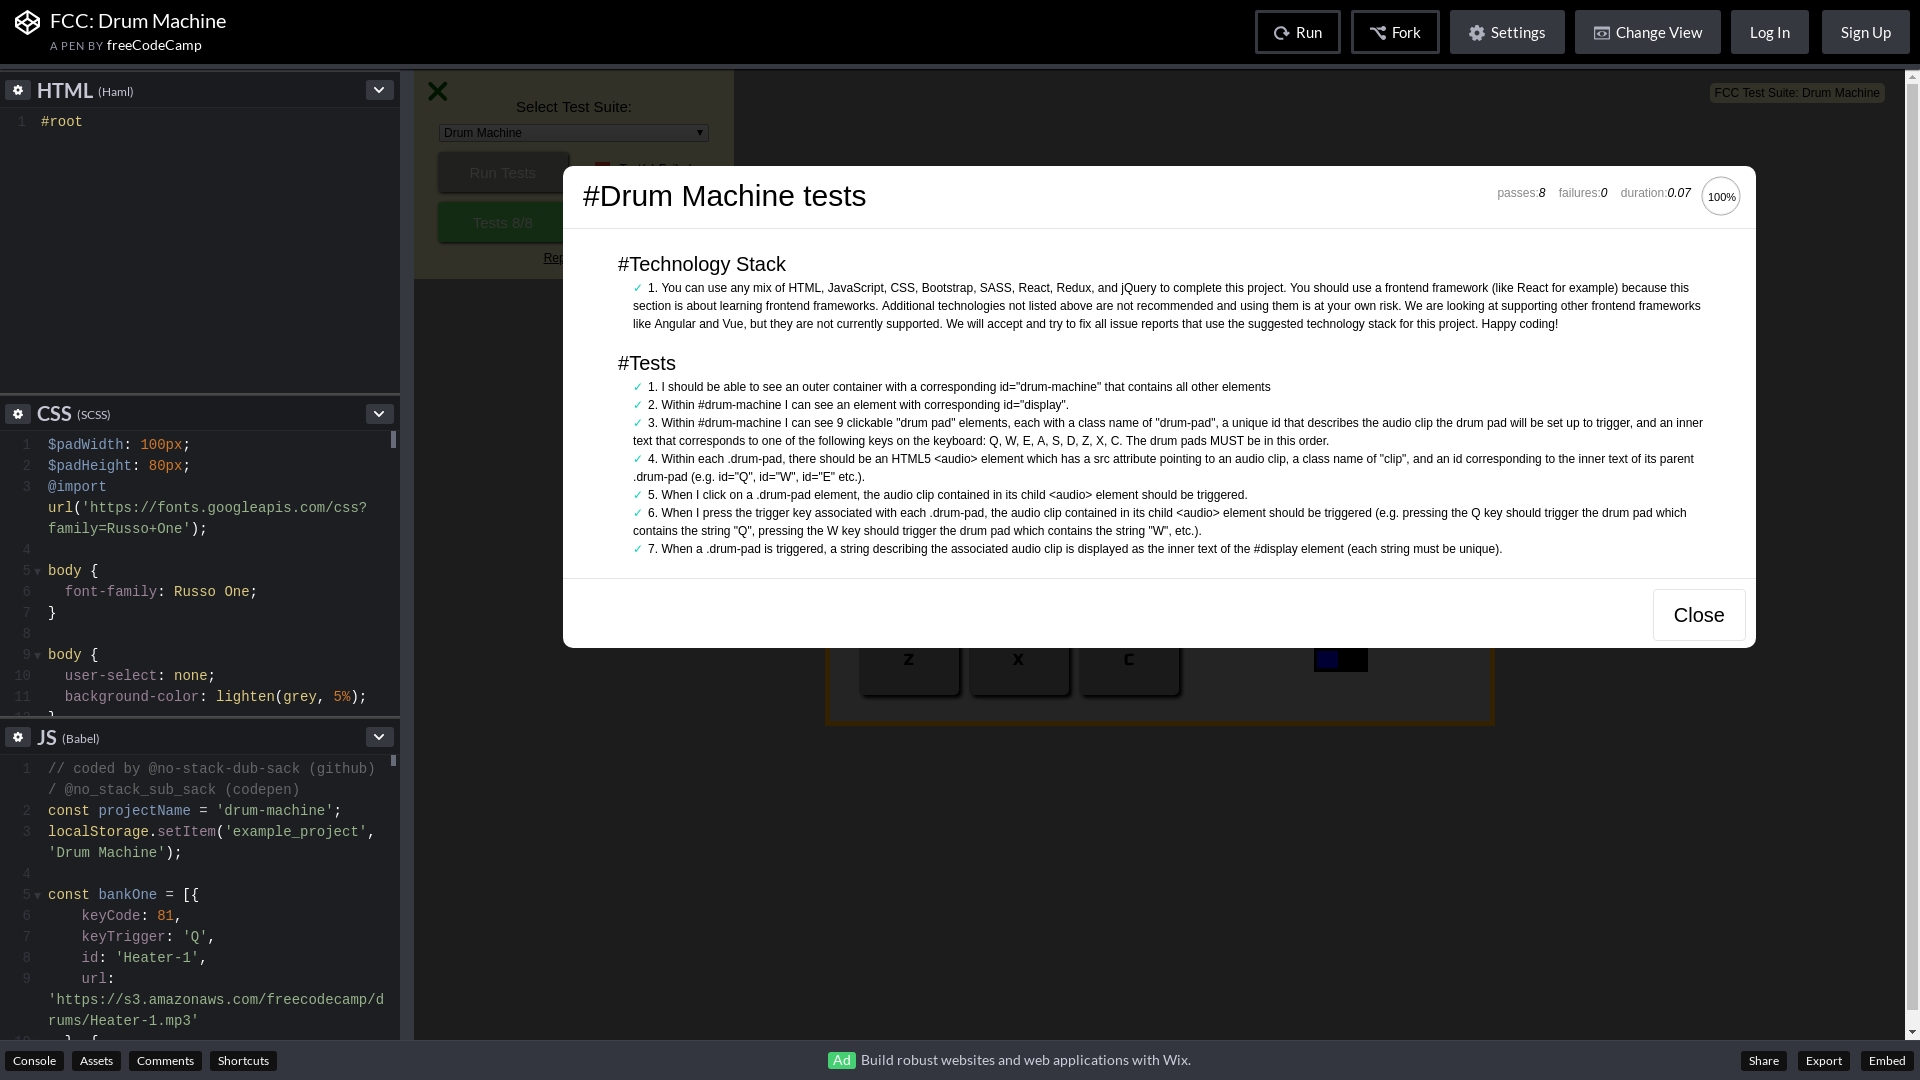 FCC: Drum Machine
A PEN BY freeCodeCamp
Run
Fork
Settings
Change View
Log In
Sign Up
HTML (Haml)
1 #root
CSS (SCSS)
1 $padWidth: 100px;
2 $padHeight: 80px;
3 @import
url('https://fonts.googleapis.com/css?
family=Russo+One');
4
5 body {
6 font-family: Russo One;
7 }
8
9 body {
10 user-select: none;
11 background-color: lighten(grey, 5%);
12 }
JS (Babel)
1 // coded by @no-stack-dub-sack (github)
/ @no_stack_sub_sack (codepen)
2 const projectName = 'drum-machine';
3 localStorage.setItem('example_project',
'Drum Machine');
4
5 const bankOne = [{
6 keyCode: 81,
7 keyTrigger: 'Q',
8 id: 'Heater-1',
9 url:
'https://s3.amazonaws.com/freecodecamp/d
rums/Heater-1.mp3'
10 }, {
Select Test Suite:
Drum Machine
Run Tests
Tests 8/8
FCC Test Suite: Drum Machine
#Drum Machine tests
passes:8 failures:0 duration:0.07 100%
#Technology Stack
✓ 1. You can use any mix of HTML, JavaScript, CSS, Bootstrap, SASS, React, Redux, and jQuery to complete this project. You should use a frontend framework (like React for example) because this
section is about learning frontend frameworks. Additional technologies not listed above are not recommended and using them is at your own risk. We are looking at supporting other frontend frameworks
like Angular and Vue, but they are not currently supported. We will accept and try to fix all issue reports that use the suggested technology stack for this project. Happy coding!
#Tests
✓ 1. I should be able to see an outer container with a corresponding id="drum-machine" that contains all other elements
✓ 2. Within #drum-machine I can see an element with corresponding id="display".
✓ 3. Within #drum-machine I can see 9 clickable "drum pad" elements, each with a class name of "drum-pad", a unique id that describes the audio clip the drum pad will be set up to trigger, and an inner
text that corresponds to one of the following keys on the keyboard: Q, W, E, A, S, D, Z, X, C. The drum pads MUST be in this order.
✓ 4. Within each .drum-pad, there should be an HTML5 <audio> element which has a src attribute pointing to an audio clip, a class name of "clip", and an id corresponding to the inner text of its parent
.drum-pad (e.g. id="Q", id="W", id="E" etc.).
✓ 5. When I click on a .drum-pad element, the audio clip contained in its child <audio> element should be triggered.
✓ 6. When I press the trigger key associated with each .drum-pad, the audio clip contained in its child <audio> element should be triggered (e.g. pressing the Q key should trigger the drum pad which
contains the string "Q", pressing the W key should trigger the drum pad which contains the string "W", etc.).
✓ 7. When a .drum-pad is triggered, a string describing the associated audio clip is displayed as the inner text of the #display element (each string must be unique).
Close
Z X C
Console
Assets
Comments
Shortcuts
Ad Build robust websites and web applications with Wix.
Share
Export
Embed